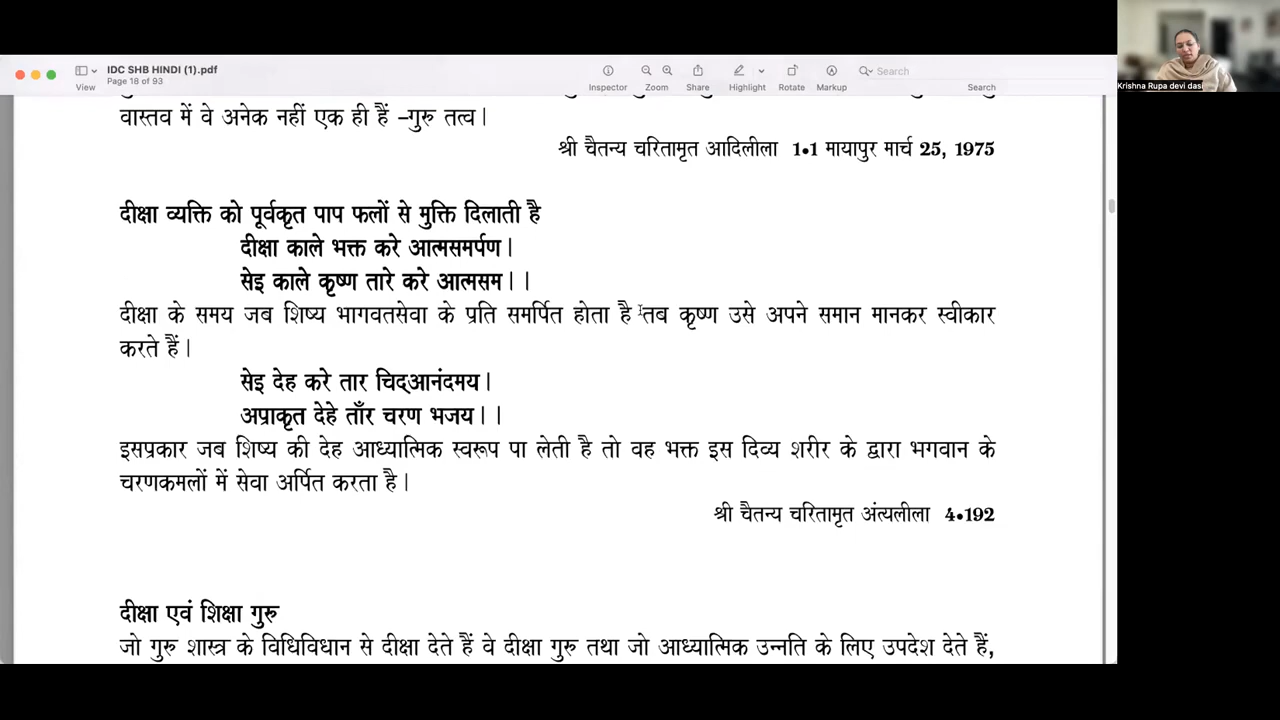 IDC SHB HINDI (1).pdf
Page 18 of 93
View
Inspector
Zoom
Share
Highlight
Rotate
Markup
Search
Search
Krishna Rupa devi dasi
वास्तव में वे अनेक नहीं एक ही हैं –गुरु तत्व।
श्री चैतन्य चरितामृत आदिलीला 1•1 मायापुर मार्च 25, 1975
दीक्षा व्यक्ति को पूर्वकृत पाप फलों से मुक्ति दिलाती है
दीक्षा काले भक्त करे आत्मसमर्पण।
सेइ काले कृष्ण तारे करे आत्मसम।।
दीक्षा के समय जब शिष्य भागवतसेवा के प्रति समर्पित होता है तब कृष्ण उसे अपने समान मानकर स्वीकार
करते हैं।
सेइ देह करे तार चिद्आनंदमय।
अप्राकृत देहे ताँर चरण भजय।।
इसप्रकार जब शिष्य की देह आध्यात्मिक स्वरूप पा लेती है तो वह भक्त इस दिव्य शरीर के द्वारा भगवान के
चरणकमलों में सेवा अर्पित करता है।
श्री चैतन्य चरितामृत अंत्यलीला 4•192
दीक्षा एवं शिक्षा गुरु
जो गुरु शास्त्र के विधिविधान से दीक्षा देते हैं वे दीक्षा गुरु तथा जो आध्यात्मिक उन्नति के लिए उपदेश देते हैं,